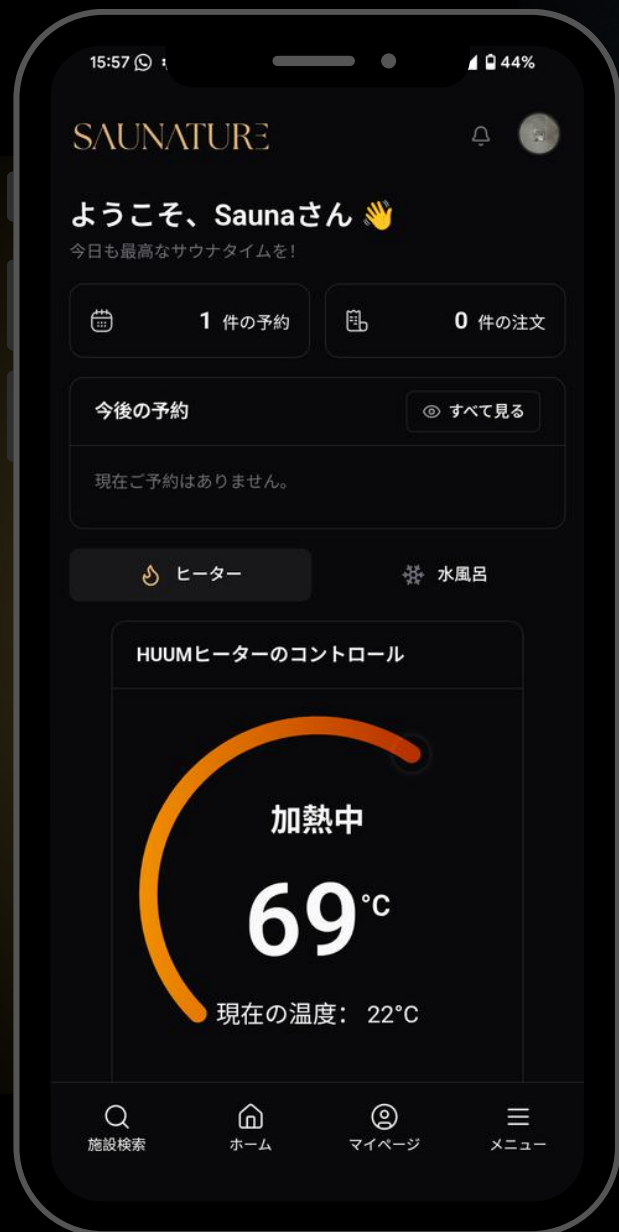 15:57
44%
SAUNATURE
ようこそ、Saunaさん 👋
今日も最高なサウナタイムを!
1 件の予約
0 件の注文
今後の予約
すべて見る
現在ご予約はありません。
ヒーター
水風呂
HUUMヒーターのコントロール
加熱中
69°C
現在の温度: 22°C
施設検索
ホーム
マイページ
メニュー